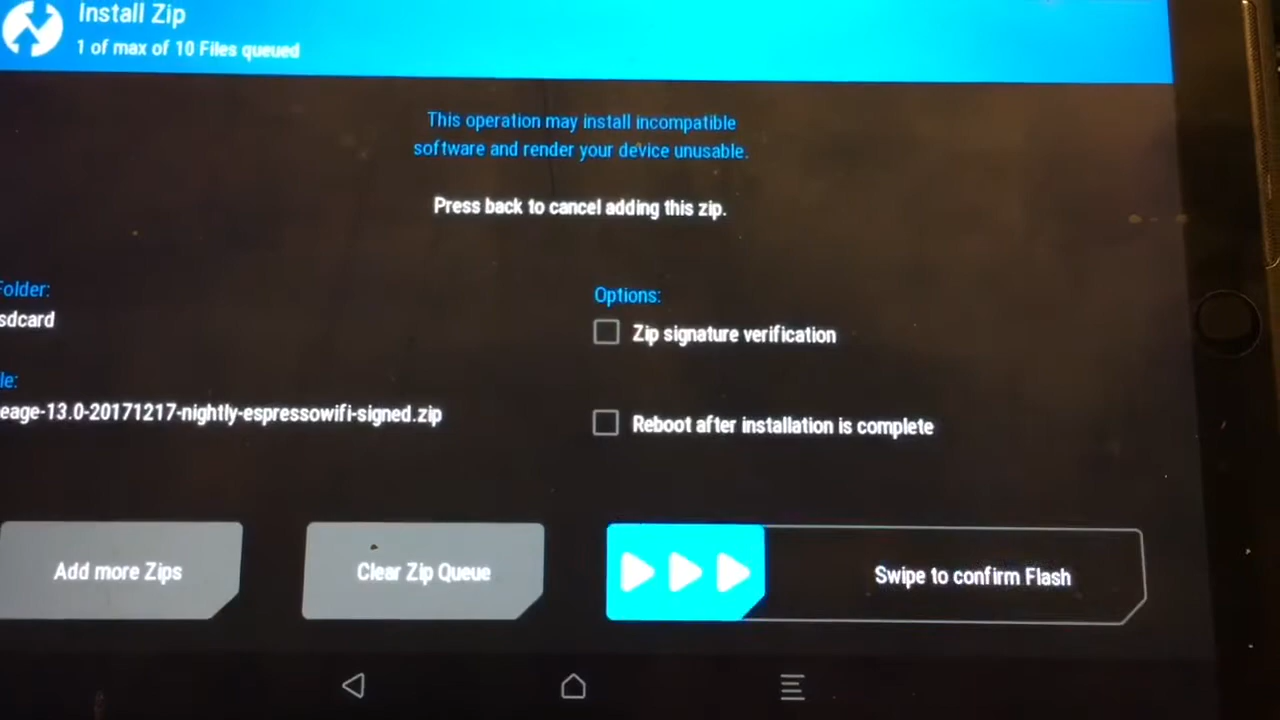 Install Zip
1 of max of 10 Files queued
This operation may install incompatible
software and render your device unusable.
Press back to cancel adding this zip.
Folder:
sdcard
Options:
Zip signature verification
le:
eage-13.0-20171217-nightly-espressowifi-signed.zip
Reboot after installation is complete
Add more Zips
Clear Zip Queue
Swipe to confirm Flash